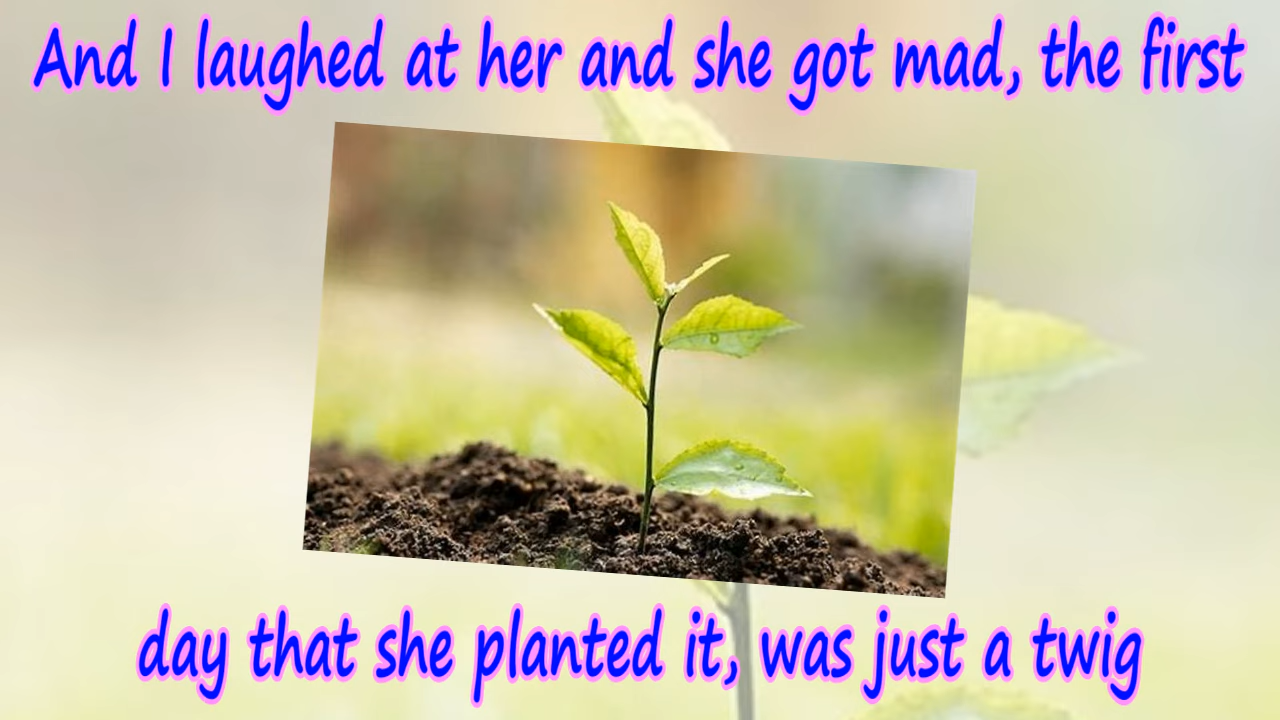 And I laughed at her and she got mad, the first
day that she planted it, was just a twig